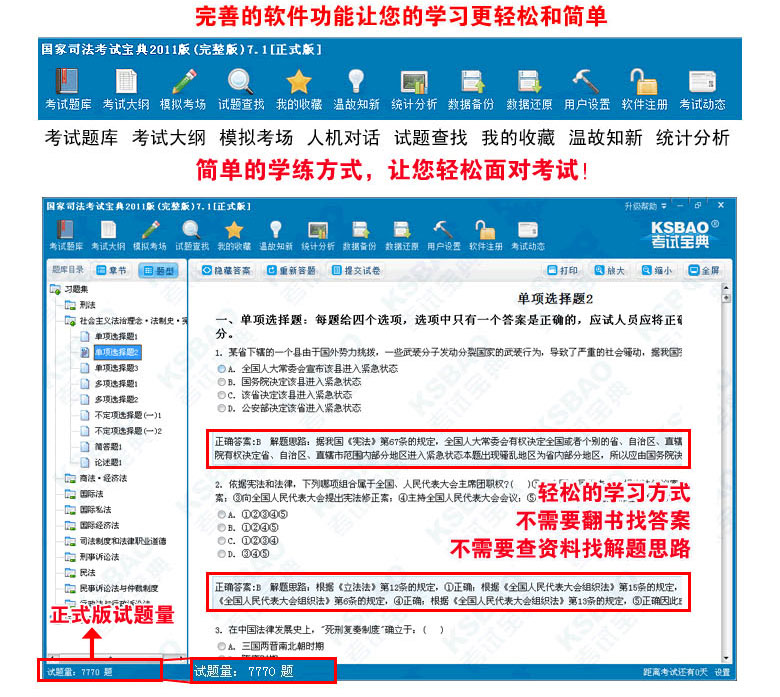 完善的软件功能让您的学习更轻松和简单
国家司法考试宝典2011版(完整版)7.1[正式版]
考试题库 考试大纲 模拟考场 试题查找 我的收藏 温故知新 统计分析 数据备份 数据还原 用户设置 软件注册 考试动态
考试题库 考试大纲 模拟考场 人机对话 试题查找 我的收藏 温故知新 统计分析
简单的学练方式，让您轻松面对考试!
国家司法考试宝典2011版(完整版)7.1[正式版] 升级帮助
考试题库 考试大纲 模拟考场 试题查找 我的收藏 温故知新 统计分析 数据备份 数据还原 用户设置 软件注册 考试动态
KSBAO®
考试宝典
题库目录 章节 题型 隐藏答案 重新答题 提交试卷 打印 放大 缩小 全屏
习题集
刑法
社会主义法治理念·法制史·宪
单项选择题1
单项选择题2
单项选择题3
多项选择题1
多项选择题2
不定项选择题(一)1
不定项选择题(一)2
简答题1
论述题1
商法·经济法
国际法
国际私法
国际经济法
司法制度和法律职业道德
刑事诉讼法
民法
民事诉讼法与仲裁制度
正式版试题量
试题量: 7770 题
单项选择题2
一、单项选择题：每题给四个选项，选项中只有一个答案是正确的，应试人员应将正确
分。
1. 某省下辖的一个县由于国外势力挑拨，一些武装分子发动分裂国家的武装行为，导致了严重的社会骚动，据我国宪
A. 全国人大常委会宣布该县进入紧急状态
B. 国务院决定该县进入紧急状态
C. 该省决定该县进入紧急状态
D. 公安部决定该省进入紧急状态
正确答案:B 解题思路：据我国《宪法》第67条的规定，全国人大常委会有权决定全国或者个别的省、自治区、直辖
院有权决定省、自治区、直辖市范围内部分地区进入紧急状态本题出现骚乱地区为省内部分地区，所以应由国务院决
2. 依据宪法和法律，下列哪项组合属于全国、人民代表大会主席团职权?( )
案；③向全国人民代表大会提出宪法修正案；④主持全国人民代表大会会议；⑤
A. ①②③④⑤
B. ①②④⑤
C. ①②③④
D. ③④⑤
轻松的学习方式
不需要翻书找答案
不需要查资料找解题思路
正确答案:B 解题思路：根据《立法法》第12条的规定，①正确；根据《全国人民代表大会组织法》第15条的规定，
《全国人民代表大会组织法》第6条的规定，④正确；根据《全国人民代表大会组织法》第13条的规定，⑤正确因此B
3. 在中国法律发展史上，"死刑复奏制度"确立于：( )
A. 三国两晋南北朝时期
试题量: 7770 题
距离考试还有0天 设置